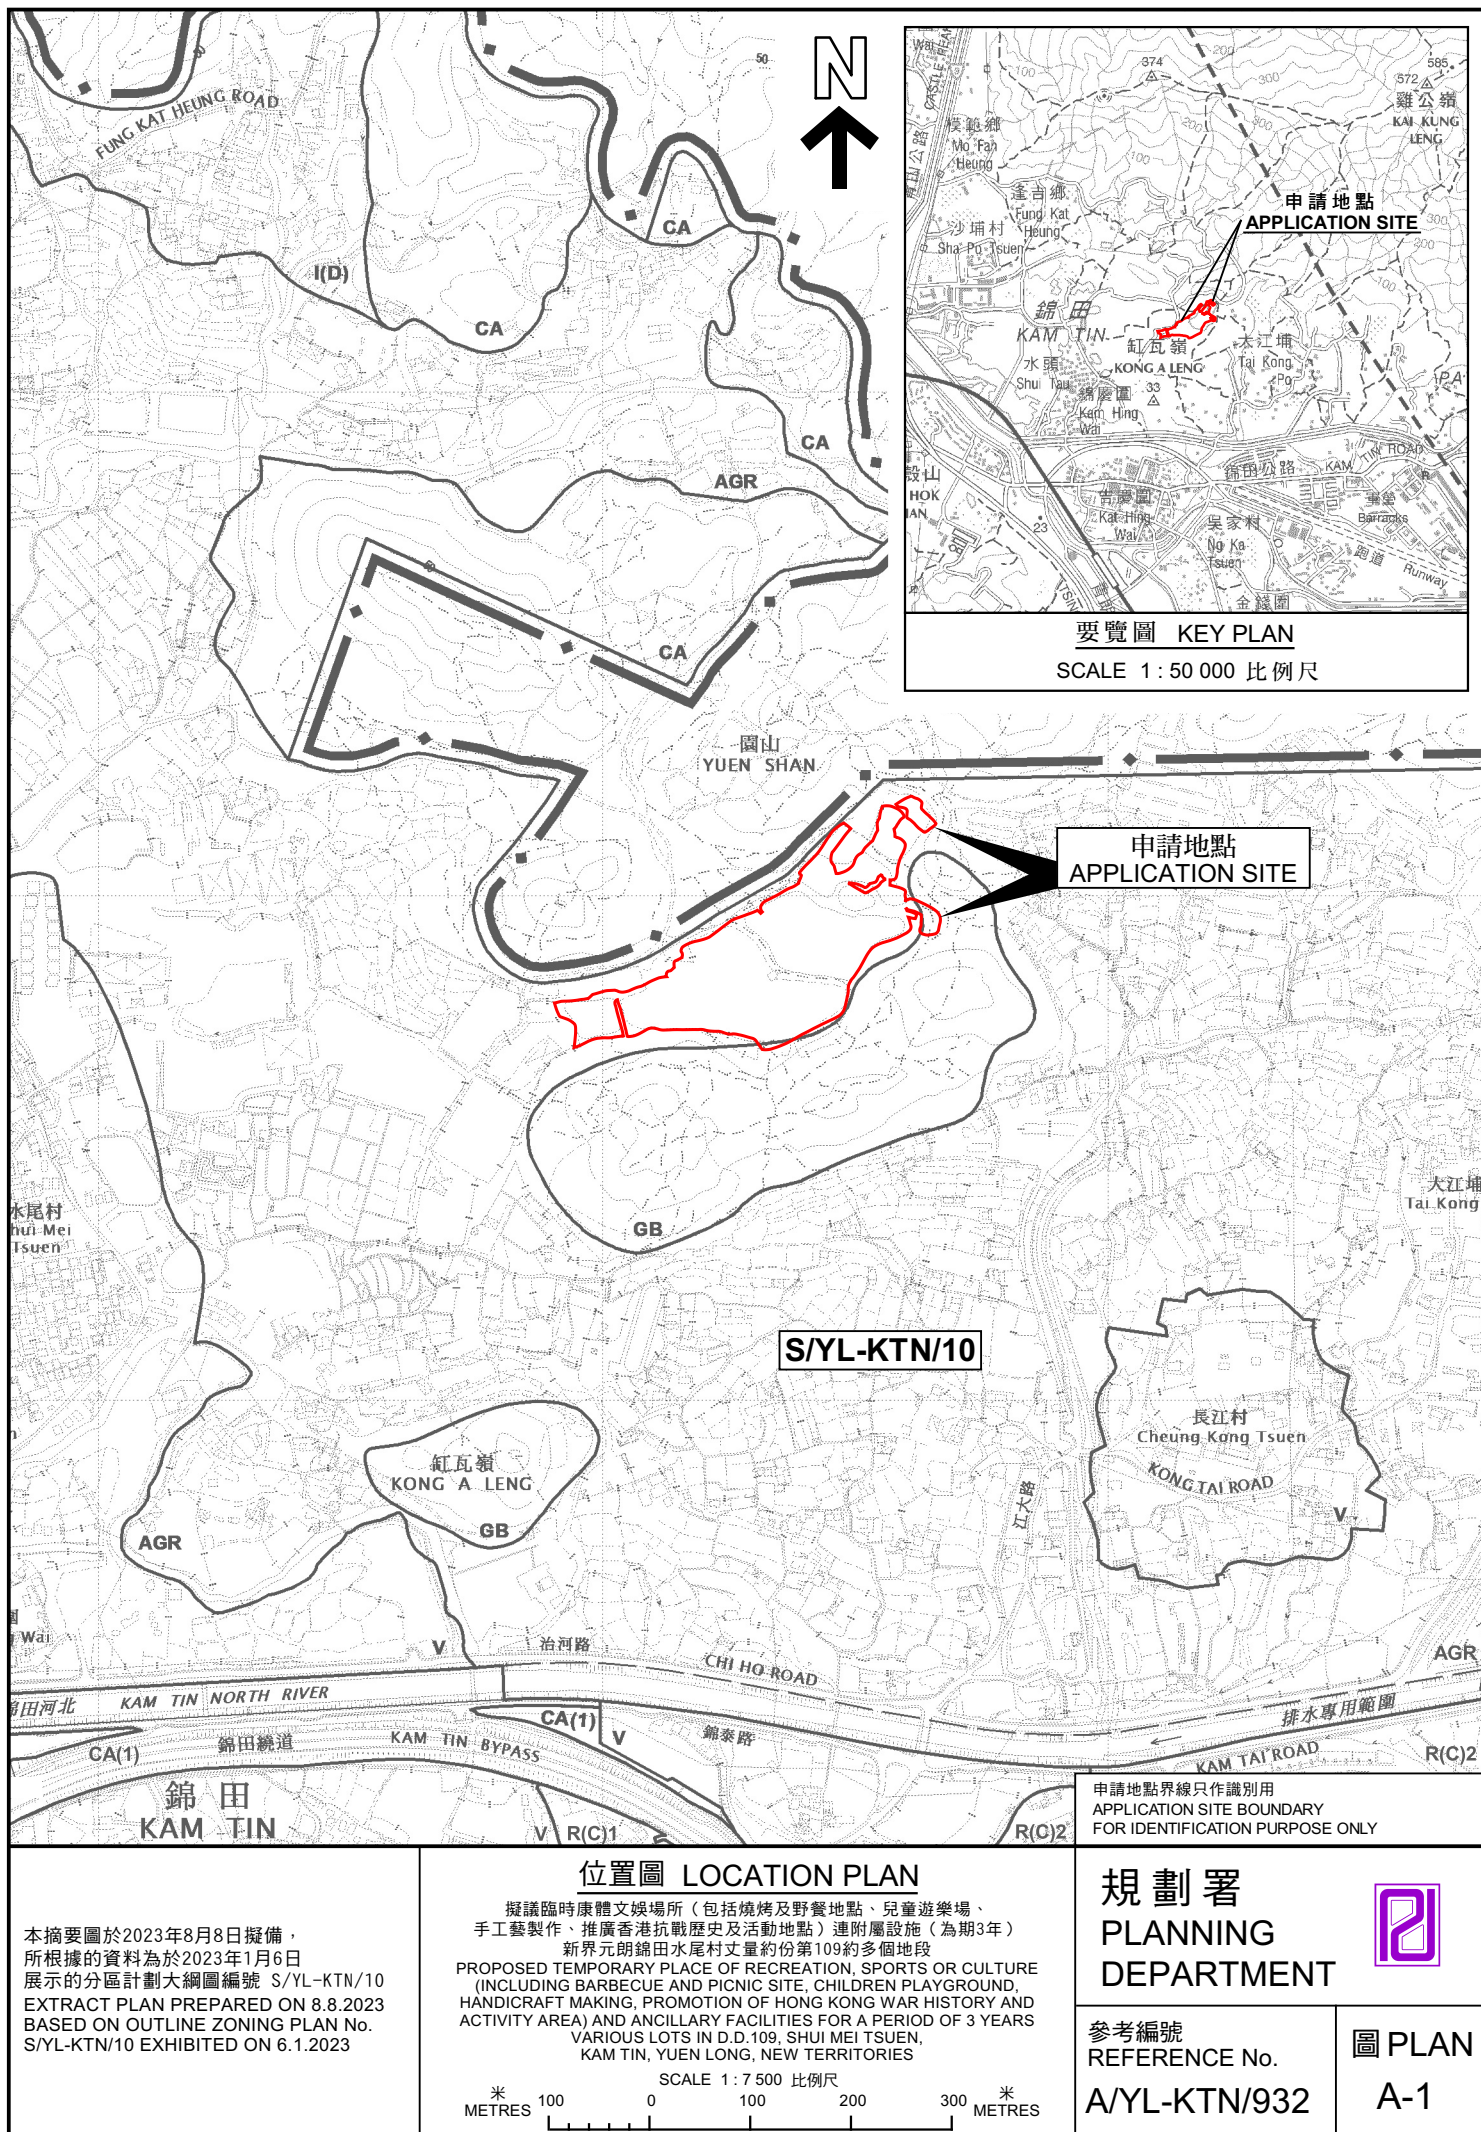 FUNG KAT HEUNG ROAD
50
50
I(D)
CA
CA
CA
AGR
50
CA
N
Wai
CASTLE PEAK
青山公路
模範鄉
Mo Fan
Heung
374
100
200
300
200
300
100
585
572
雞公嶺
KAI KUNG
LENG
逢吉鄉
Fung Kat
Heung
沙埔村
Sha Po Tsuen
申請地點
APPLICATION SITE
300
200
100
錦田
KAM TIN
缸瓦嶺
KONG A LENG
33
大江埔
Tai Kong
Po
水頭
Shui Tau
錦慶圍
Kam Hing
Wai
PA
錦田公路
KAM TIN ROAD
軍營
Barracks
吉慶圍
Kat Hing
Wai
吳家村
Ng Ka
Tsuen
跑道
Runway
金錢圍
23
HOK
要覽圖 KEY PLAN
SCALE 1 : 50 000 比例尺
圓山
YUEN SHAN
申請地點
APPLICATION SITE
水尾村
hui Mei
Tsuen
大江埔
Tai Kong
GB
S/YL-KTN/10
長江村
Cheung Kong Tsuen
KONG TAI ROAD
V
缸瓦嶺
KONG A LENG
GB
江大路
AGR
Wai
V
治河路
CHI HO ROAD
AGR
錦田河北
KAM TIN NORTH RIVER
CA(1)
V
錦泰路
排水專用範圍
CA(1)
錦田繞道
KAM TIN BYPASS
KAM TAI ROAD
R(C)2
錦田
KAM TIN
V
R(C)1
R(C)2
申請地點界線只作識別用
APPLICATION SITE BOUNDARY
FOR IDENTIFICATION PURPOSE ONLY
本摘要圖於2023年8月8日擬備，
所根據的資料為於2023年1月6日
展示的分區計劃大綱圖編號 S/YL-KTN/10
EXTRACT PLAN PREPARED ON 8.8.2023
BASED ON OUTLINE ZONING PLAN No.
S/YL-KTN/10 EXHIBITED ON 6.1.2023
位置圖 LOCATION PLAN
擬議臨時康體文娛場所（包括燒烤及野餐地點、兒童遊樂場、
手工藝製作、推廣香港抗戰歷史及活動地點）連附屬設施（為期3年）
新界元朗錦田水尾村丈量約份第109約多個地段
PROPOSED TEMPORARY PLACE OF RECREATION, SPORTS OR CULTURE
(INCLUDING BARBECUE AND PICNIC SITE, CHILDREN PLAYGROUND,
HANDICRAFT MAKING, PROMOTION OF HONG KONG WAR HISTORY AND
ACTIVITY AREA) AND ANCILLARY FACILITIES FOR A PERIOD OF 3 YEARS
VARIOUS LOTS IN D.D.109, SHUI MEI TSUEN,
KAM TIN, YUEN LONG, NEW TERRITORIES
SCALE 1 : 7 500 比例尺
米 METRES 100 0 100 200 300 米 METRES
規劃署
PLANNING
DEPARTMENT
參考編號
REFERENCE No.
A/YL-KTN/932
圖 PLAN
A-1